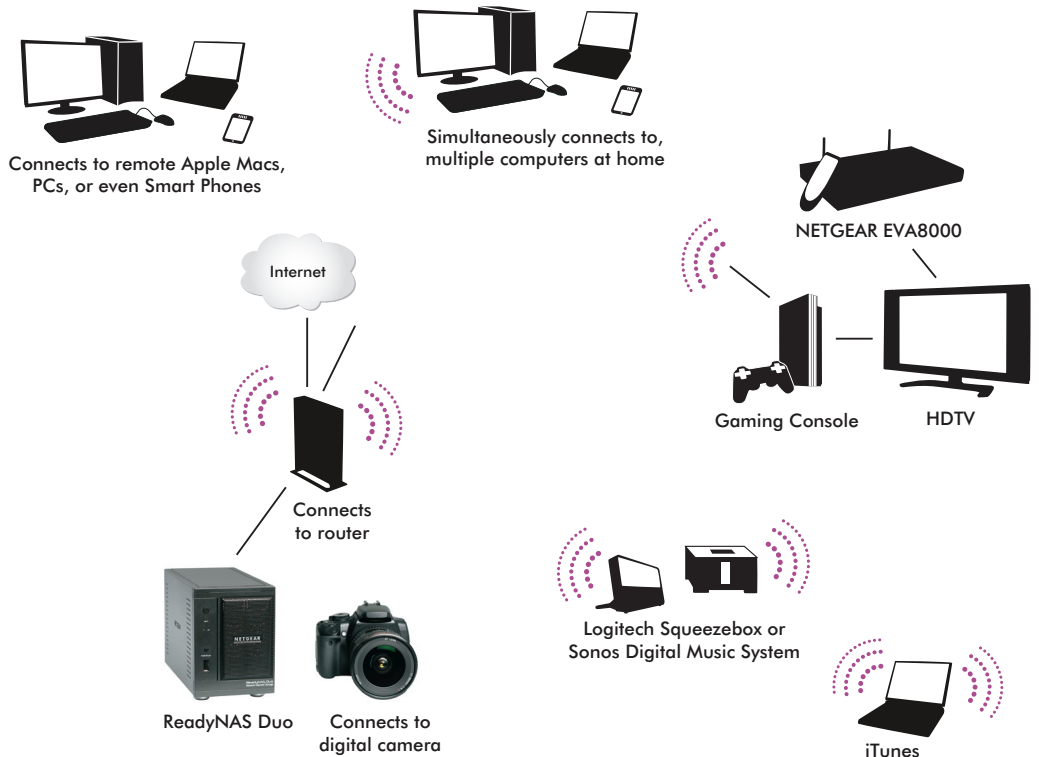 Connects to remote Apple Macs,
PCs, or even Smart Phones
Simultaneously connects to,
multiple computers at home
NETGEAR EVA8000
Internet
Gaming Console
HDTV
Connects
to router
NETGEAR
Logitech Squeezebox or
Sonos Digital Music System
ReadyNAS Duo
Connects to
digital camera
iTunes